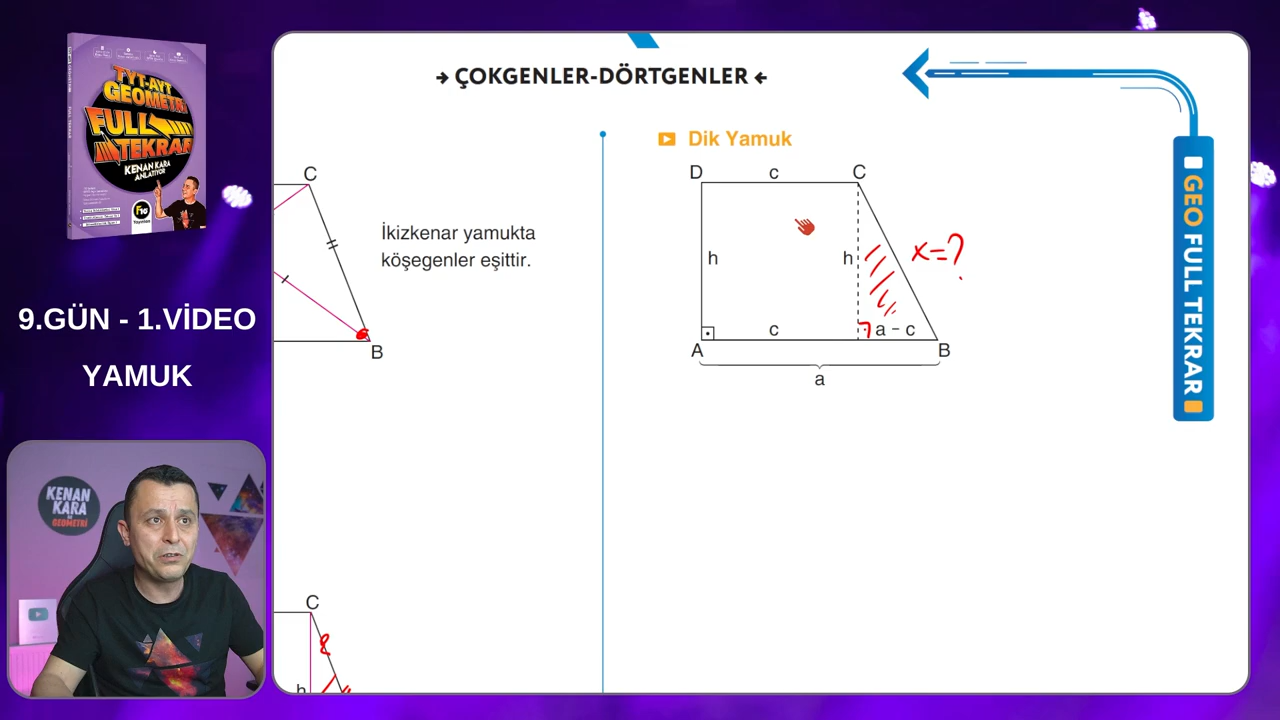 TYT-AYT
GEOMETRİ
FULL
TEKRAR
KENAN KARA
ANLATIYOR
9.GÜN - 1.VİDEO
YAMUK
KENAN
KARA
GEOMETRİ
→ ÇOKGENLER-DÖRTGENLER ←
C
İkizkenar yamukta
köşegenler eşittir.
B
C
8
h
Dik Yamuk
D c C
h h x=?
c a - c
A B
a
GEO FULL TEKRAR